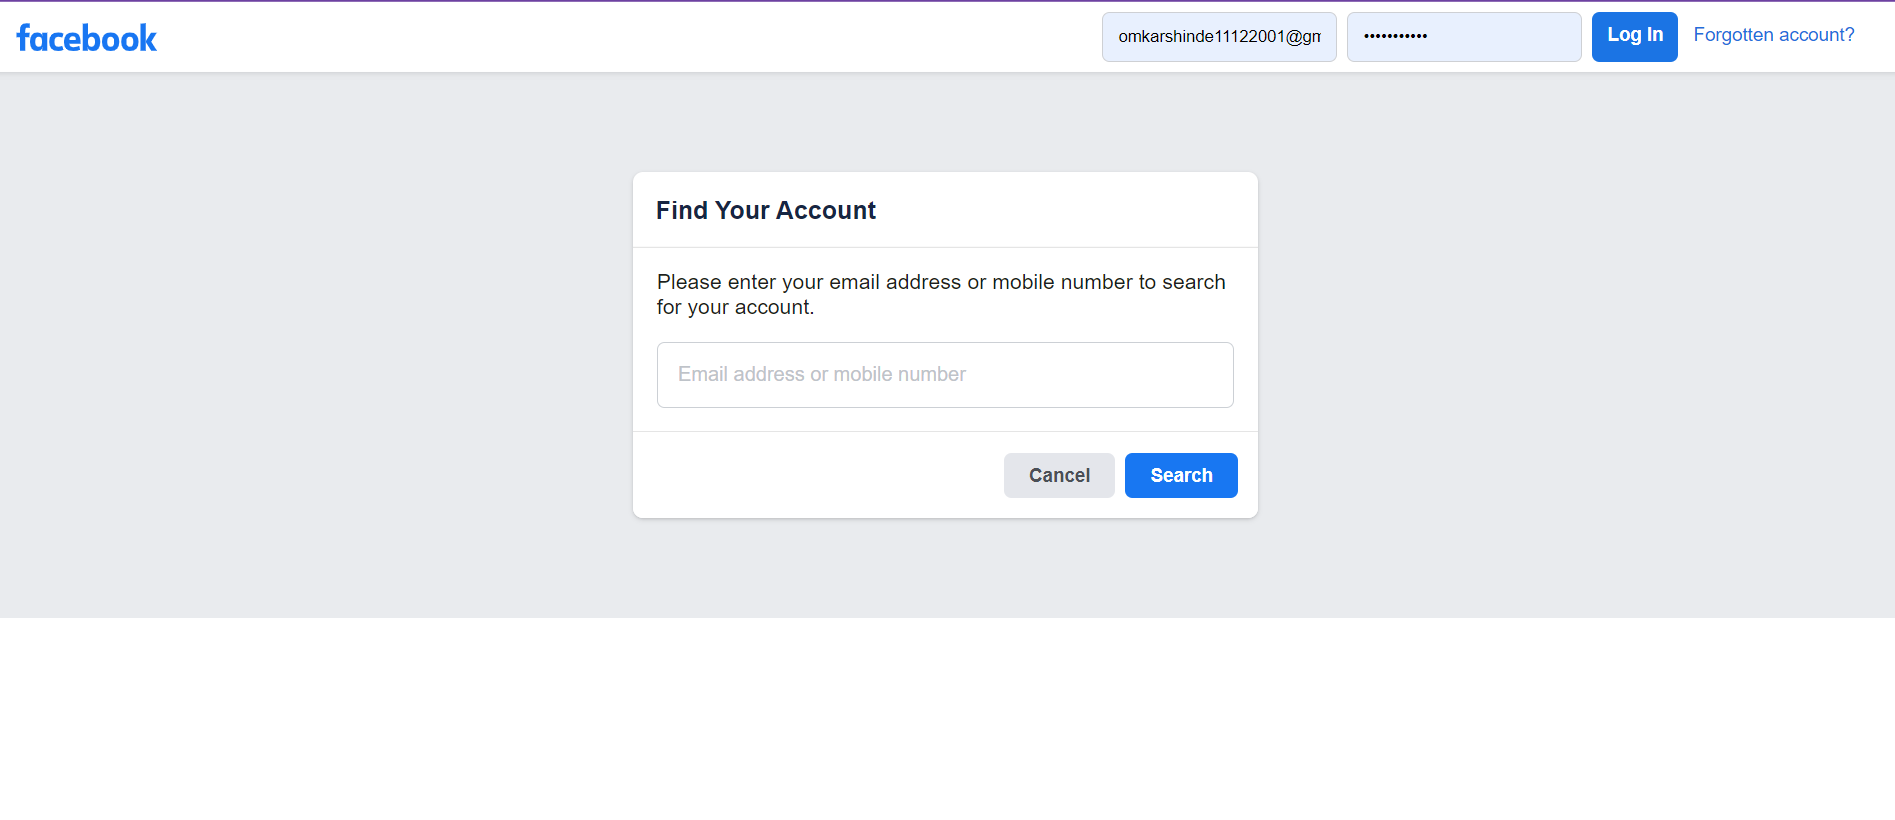 facebook
omkarshinde11122001@gm
•••••••••••
Log In
Forgotten account?
Find Your Account
Please enter your email address or mobile number to search
for your account.
Email address or mobile number
Cancel
Search